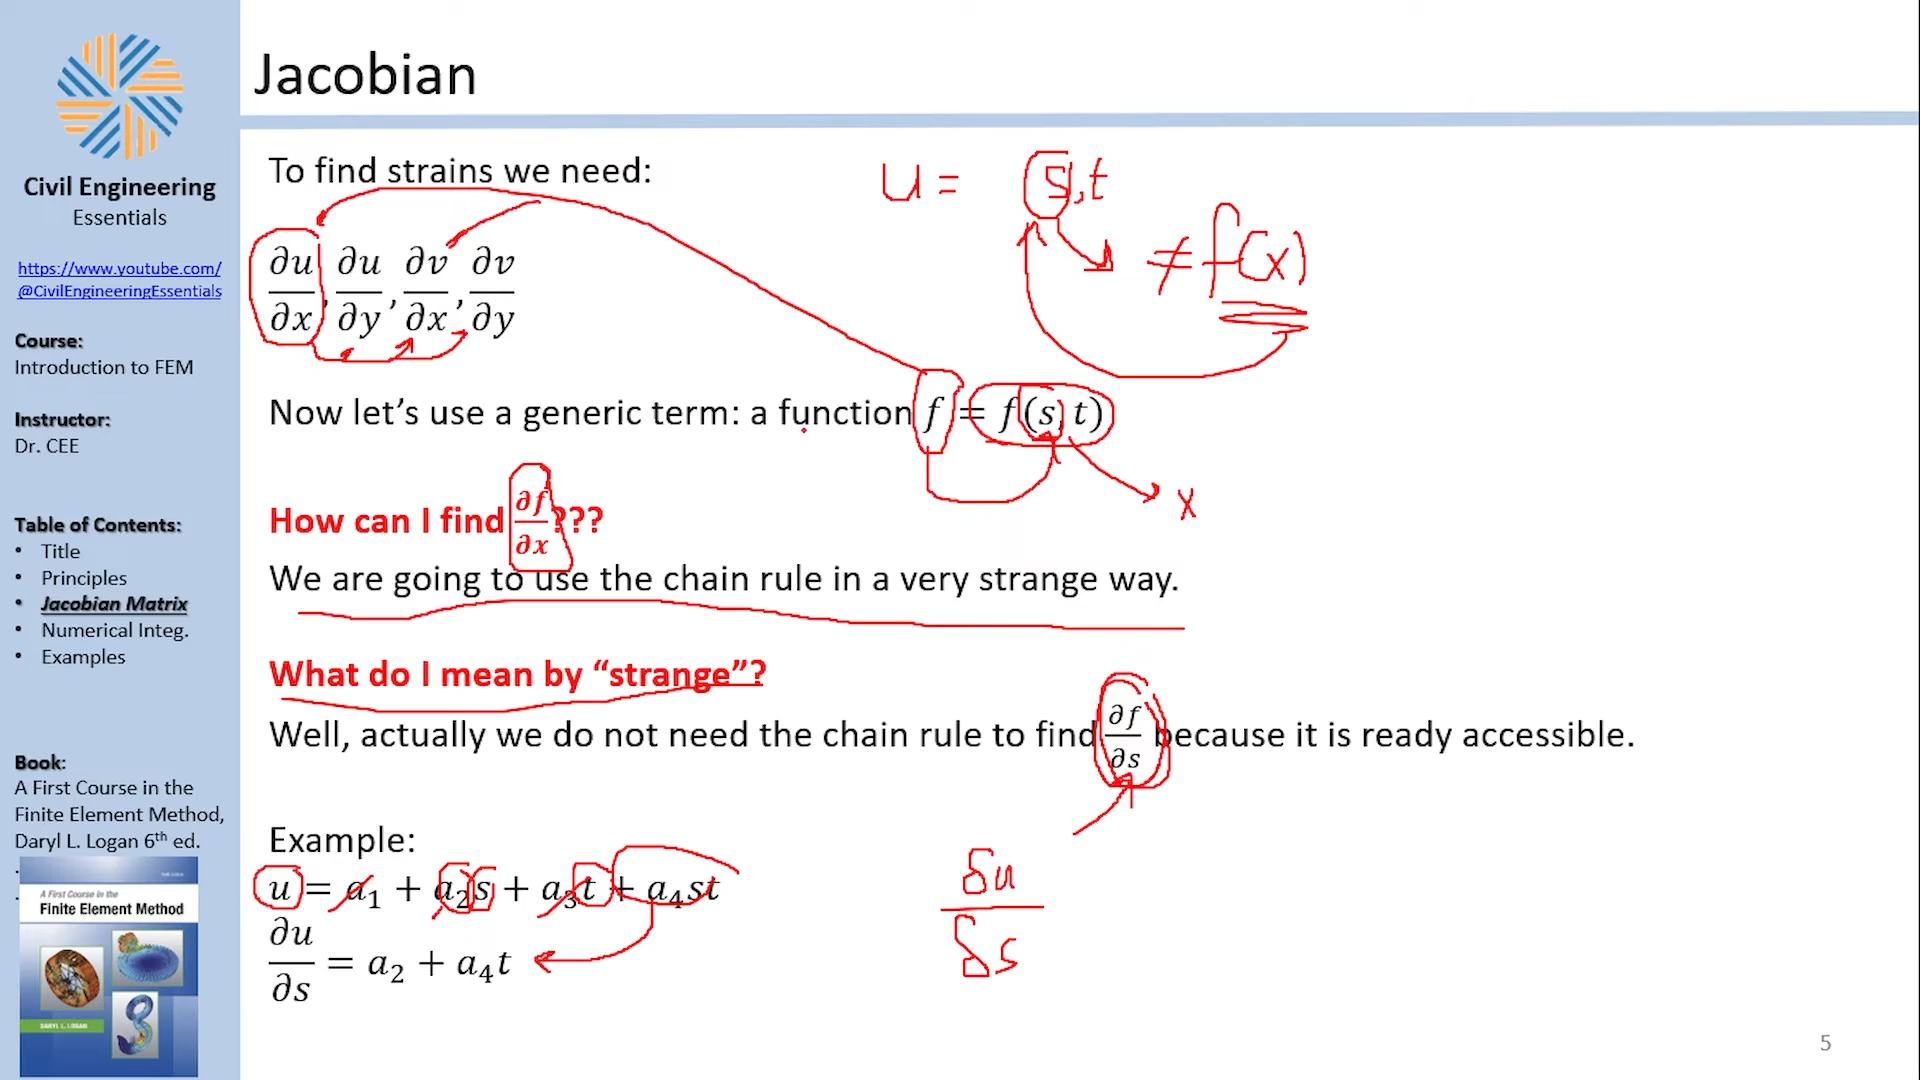 Civil Engineering
Essentials
https://www.youtube.com/
@CivilEngineeringEssentials
Course:
Introduction to FEM
Instructor:
Dr. CEE
Table of Contents:
• Title
• Principles
• Jacobian Matrix
• Numerical Integ.
• Examples
Book:
A First Course in the
Finite Element Method,
Daryl L. Logan 6th ed.
A First Course in the
Finite Element Method
DARYL L. LOGAN
Jacobian
To find strains we need:
∂u/∂x, ∂u/∂y, ∂v/∂x, ∂v/∂y
u = s,t
≠ f(x)
Now let’s use a generic term: a function f = f(s, t)
x
How can I find ∂f/∂x???
We are going to use the chain rule in a very strange way.
What do I mean by “strange”?
Well, actually we do not need the chain rule to find ∂f/∂s because it is ready accessible.
Example:
u = a₁ + a₂s + a₃t + a₄st
∂u/∂s = a₂ + a₄t
δu/δs
5